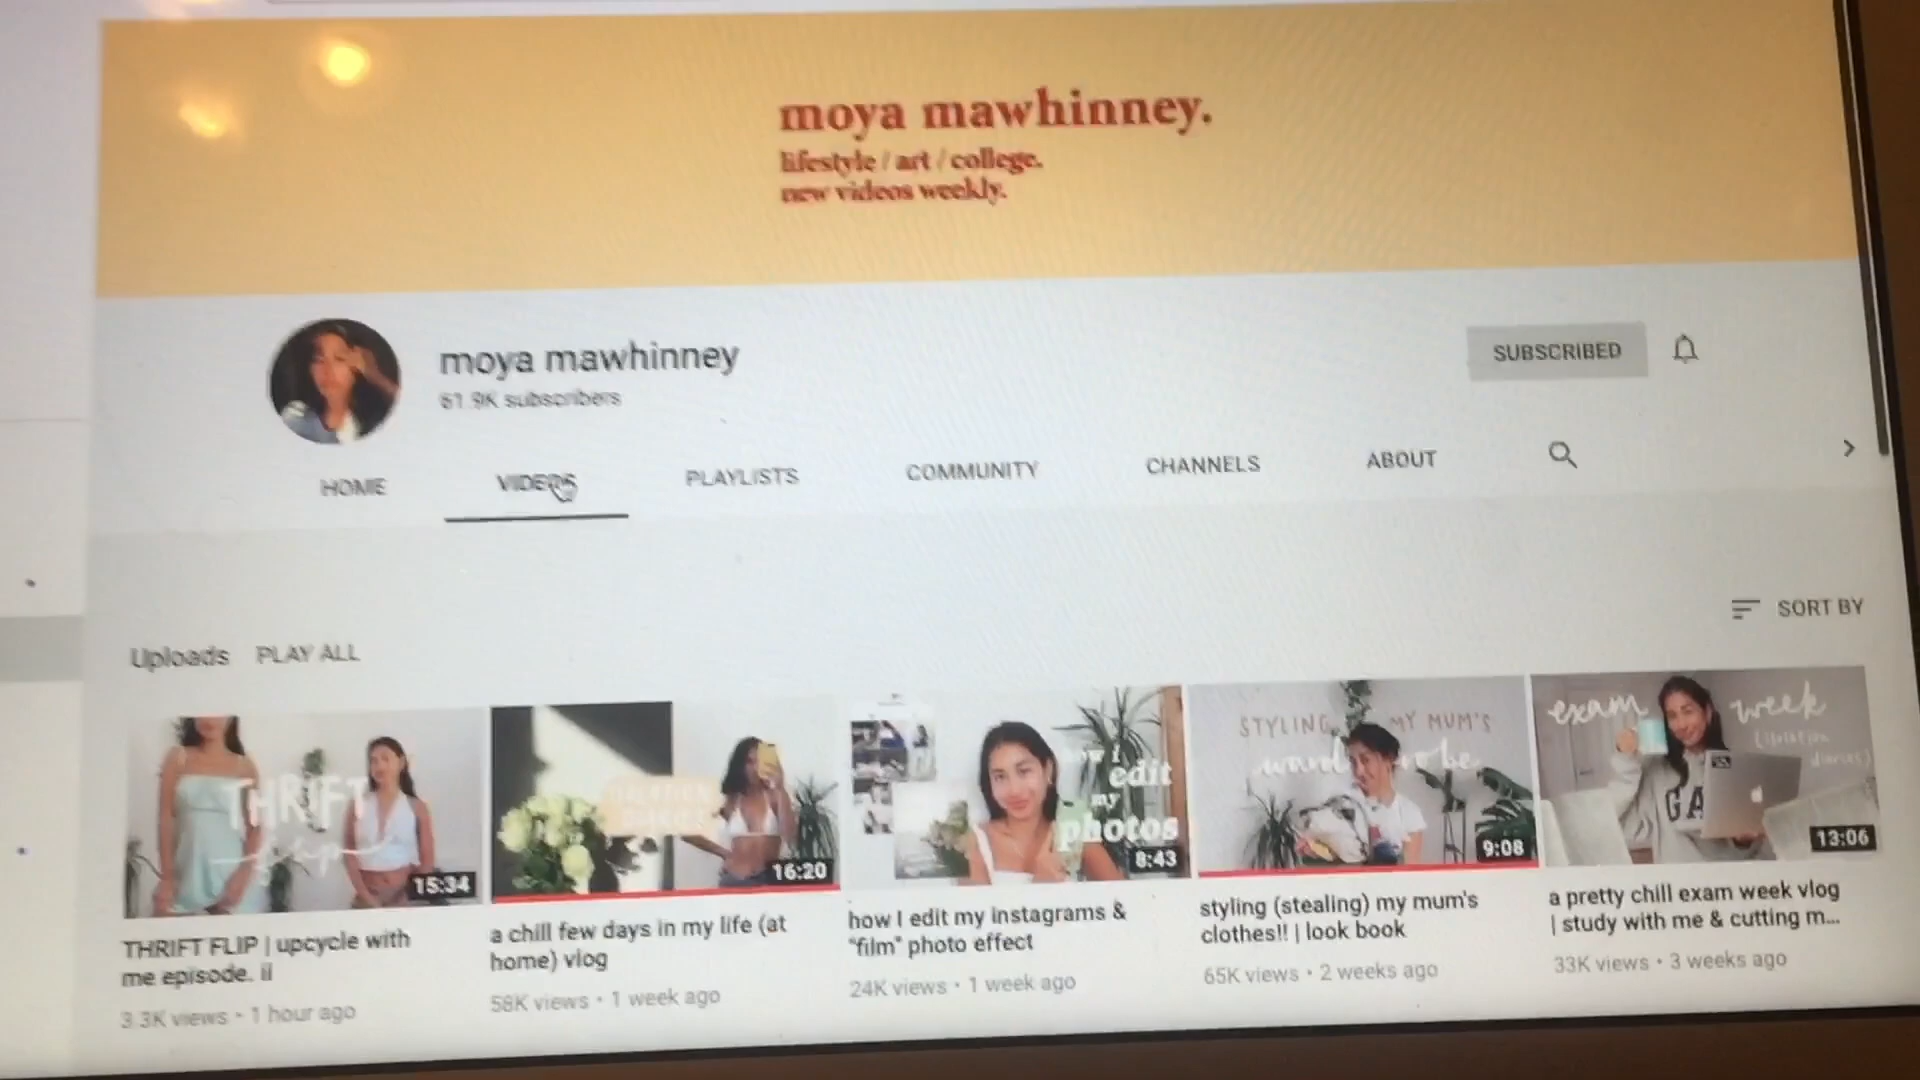 moya mawhinney.
lifestyle / art / college.
new videos weekly.
moya mawhinney
61.9K subscribers
SUBSCRIBED
HOME
VIDEOS
PLAYLISTS
COMMUNITY
CHANNELS
ABOUT
SORT BY
Uploads PLAY ALL
THRIFT
flip
15:34
THRIFT FLIP | upcycle with
me episode. ii
3.3K views • 1 hour ago
16:20
a chill few days in my life (at
home) vlog
58K views • 1 week ago
how I
edit
my
photos
8:43
how I edit my instagrams &
"film" photo effect
24K views • 1 week ago
STYLING MY MUM'S
wardrobe
9:08
styling (stealing) my mum's
clothes!! | look book
65K views • 2 weeks ago
exam week
diaries)
GA
13:06
a pretty chill exam week vlog
| study with me & cutting m...
33K views • 3 weeks ago